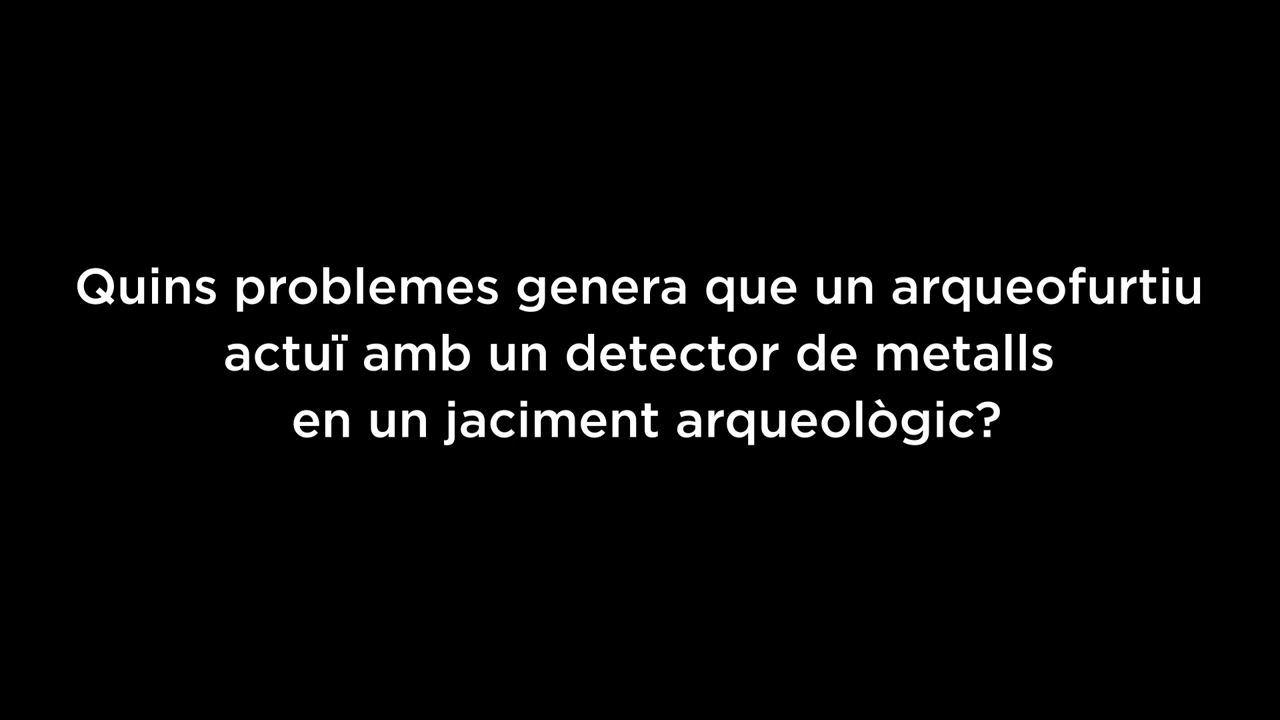 Quins problemes genera que un arqueofurtiu
actuï amb un detector de metalls
en un jaciment arqueològic?